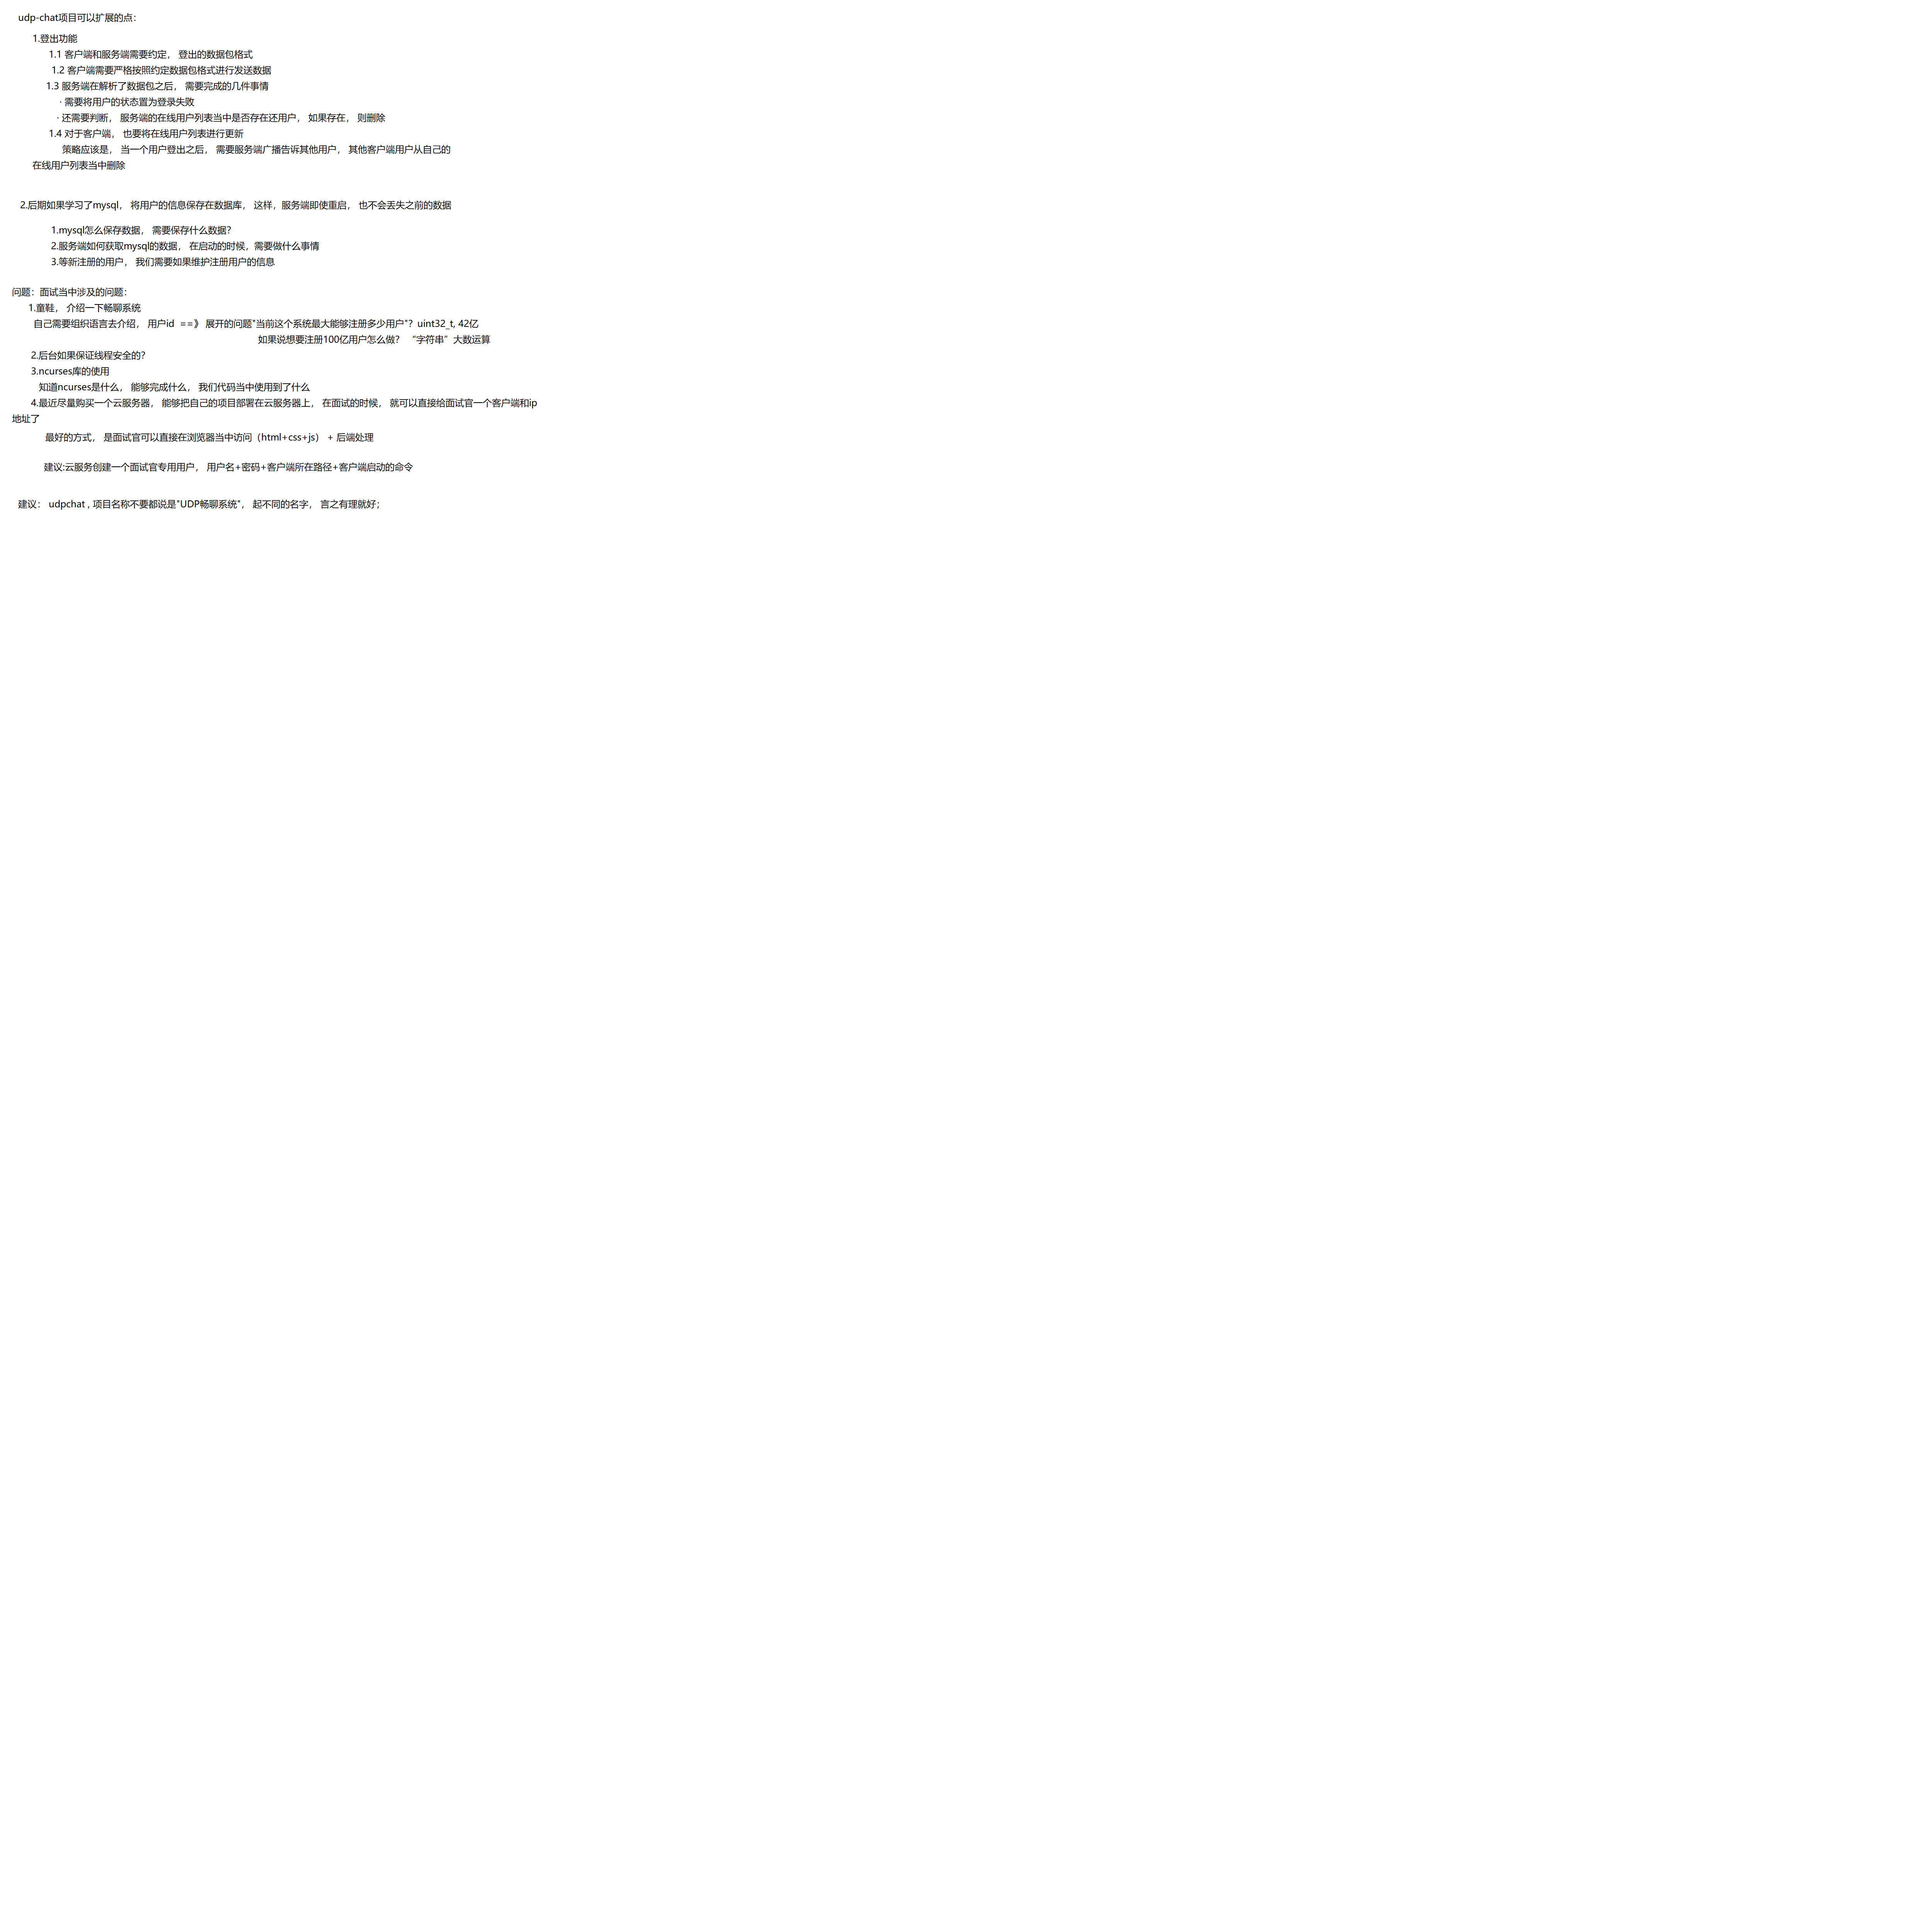 udp-chat项目可以扩展的点：
1.登出功能
1.1 客户端和服务端需要约定， 登出的数据包格式
1.2 客户端需要严格按照约定数据包格式进行发送数据
1.3 服务端在解析了数据包之后， 需要完成的几件事情
· 需要将用户的状态置为登录失败
· 还需要判断， 服务端的在线用户列表当中是否存在还用户， 如果存在， 则删除
1.4 对于客户端， 也要将在线用户列表进行更新
策略应该是， 当一个用户登出之后， 需要服务端广播告诉其他用户， 其他客户端用户从自己的
在线用户列表当中删除
2.后期如果学习了mysql， 将用户的信息保存在数据库， 这样，服务端即使重启， 也不会丢失之前的数据
1.mysql怎么保存数据， 需要保存什么数据？
2.服务端如何获取mysql的数据， 在启动的时候，需要做什么事情
3.等新注册的用户， 我们需要如果维护注册用户的信息
问题：面试当中涉及的问题：
1.童鞋， 介绍一下畅聊系统
自己需要组织语言去介绍， 用户id ==》 展开的问题"当前这个系统最大能够注册多少用户"？uint32_t, 42亿
如果说想要注册100亿用户怎么做？ “字符串”大数运算
2.后台如果保证线程安全的？
3.ncurses库的使用
知道ncurses是什么， 能够完成什么， 我们代码当中使用到了什么
4.最近尽量购买一个云服务器， 能够把自己的项目部署在云服务器上， 在面试的时候， 就可以直接给面试官一个客户端和ip
地址了
最好的方式， 是面试官可以直接在浏览器当中访问（html+css+js） + 后端处理
建议:云服务创建一个面试官专用用户， 用户名+密码+客户端所在路径+客户端启动的命令
建议： udpchat , 项目名称不要都说是"UDP畅聊系统"， 起不同的名字， 言之有理就好；